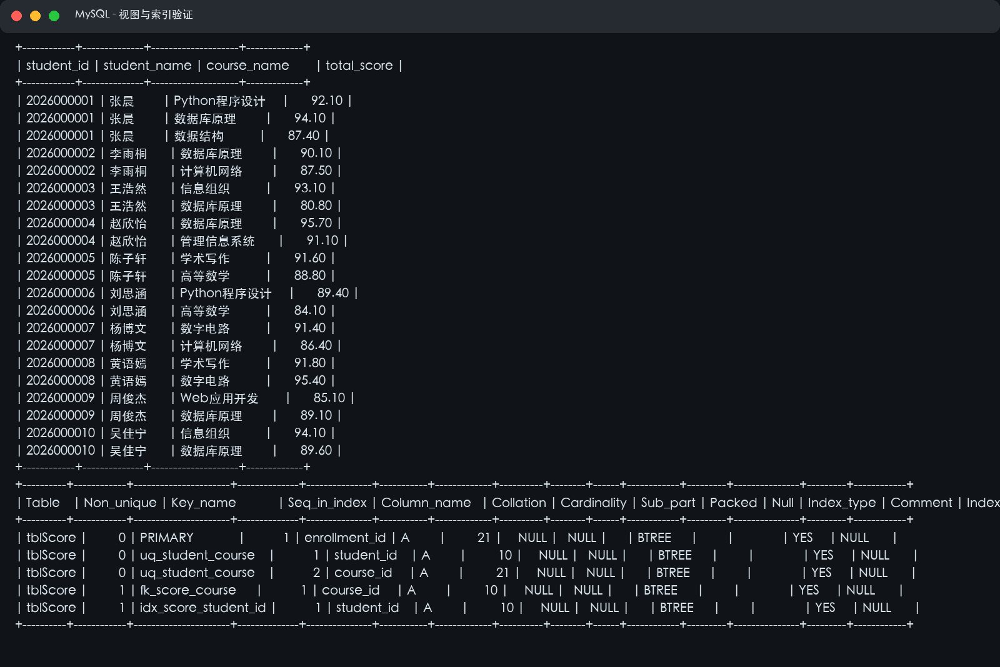 MySQL - 视图与索引验证
+------------+--------------+--------------------+-------------+
| student_id | student_name | course_name        | total_score |
+------------+--------------+--------------------+-------------+
| 2026000001 | 张晨         | Python程序设计     |       92.10 |
| 2026000001 | 张晨         | 数据库原理         |       94.10 |
| 2026000001 | 张晨         | 数据结构           |       87.40 |
| 2026000002 | 李雨桐       | 数据库原理         |       90.10 |
| 2026000002 | 李雨桐       | 计算机网络         |       87.50 |
| 2026000003 | 王浩然       | 信息组织           |       93.10 |
| 2026000003 | 王浩然       | 数据库原理         |       80.80 |
| 2026000004 | 赵欣怡       | 数据库原理         |       95.70 |
| 2026000004 | 赵欣怡       | 管理信息系统       |       91.10 |
| 2026000005 | 陈子轩       | 学术写作           |       91.60 |
| 2026000005 | 陈子轩       | 高等数学           |       88.80 |
| 2026000006 | 刘思涵       | Python程序设计     |       89.40 |
| 2026000006 | 刘思涵       | 高等数学           |       84.10 |
| 2026000007 | 杨博文       | 数字电路           |       91.40 |
| 2026000007 | 杨博文       | 计算机网络         |       86.40 |
| 2026000008 | 黄语嫣       | 学术写作           |       91.80 |
| 2026000008 | 黄语嫣       | 数字电路           |       95.40 |
| 2026000009 | 周俊杰       | Web应用开发        |       85.10 |
| 2026000009 | 周俊杰       | 数据库原理         |       89.10 |
| 2026000010 | 吴佳宁       | 信息组织           |       94.10 |
| 2026000010 | 吴佳宁       | 数据库原理         |       89.60 |
+------------+--------------+--------------------+-------------+
+----------+------------+----------------------+--------------+---------------+-----------+-------------+----------+--------+------+------------+---------+---------------+---------+------------+
| Table    | Non_unique | Key_name             | Seq_in_index | Column_name   | Collation | Cardinality | Sub_part | Packed | Null | Index_type | Comment | Index
+----------+------------+----------------------+--------------+---------------+-----------+-------------+----------+--------+------+------------+---------+---------------+---------+------------+
| tblScore |          0 | PRIMARY              |            1 | enrollment_id | A         |          21 |     NULL |   NULL |      | BTREE      |         |               | YES     | NULL       |
| tblScore |          0 | uq_student_course    |            1 | student_id    | A         |          10 |     NULL |   NULL |      | BTREE      |         |               | YES     | NULL       |
| tblScore |          0 | uq_student_course    |            2 | course_id     | A         |          21 |     NULL |   NULL |      | BTREE      |         |               | YES     | NULL       |
| tblScore |          1 | fk_score_course      |            1 | course_id     | A         |          10 |     NULL |   NULL |      | BTREE      |         |               | YES     | NULL       |
| tblScore |          1 | idx_score_student_id |            1 | student_id    | A         |          10 |     NULL |   NULL |      | BTREE      |         |               | YES     | NULL       |
+----------+------------+----------------------+--------------+---------------+-----------+-------------+----------+--------+------+------------+---------+---------------+---------+------------+